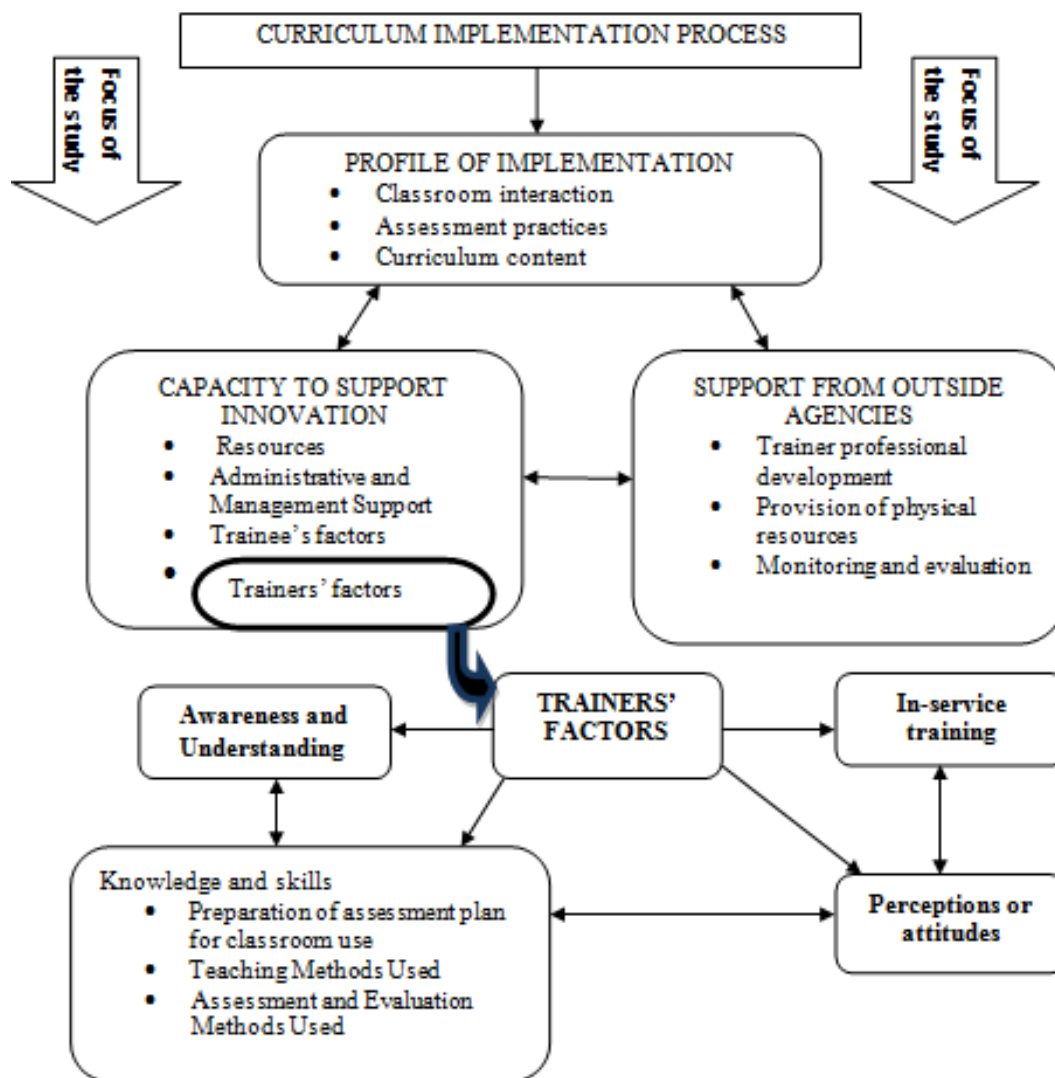 CURRICULUM IMPLEMENTATION PROCESS
Focus of
the study
Focus of
the study
PROFILE OF IMPLEMENTATION
• Classroom interaction
• Assessment practices
• Curriculum content
CAPACITY TO SUPPORT
INNOVATION
• Resources
• Administrative and
Management Support
• Trainee's factors
• Trainers' factors
SUPPORT FROM OUTSIDE
AGENCIES
• Trainer professional
development
• Provision of physical
resources
• Monitoring and evaluation
Awareness and
Understanding
TRAINERS'
FACTORS
In-service
training
Knowledge and skills
• Preparation of assessment plan
for classroom use
• Teaching Methods Used
• Assessment and Evaluation
Methods Used
Perceptions or
attitudes